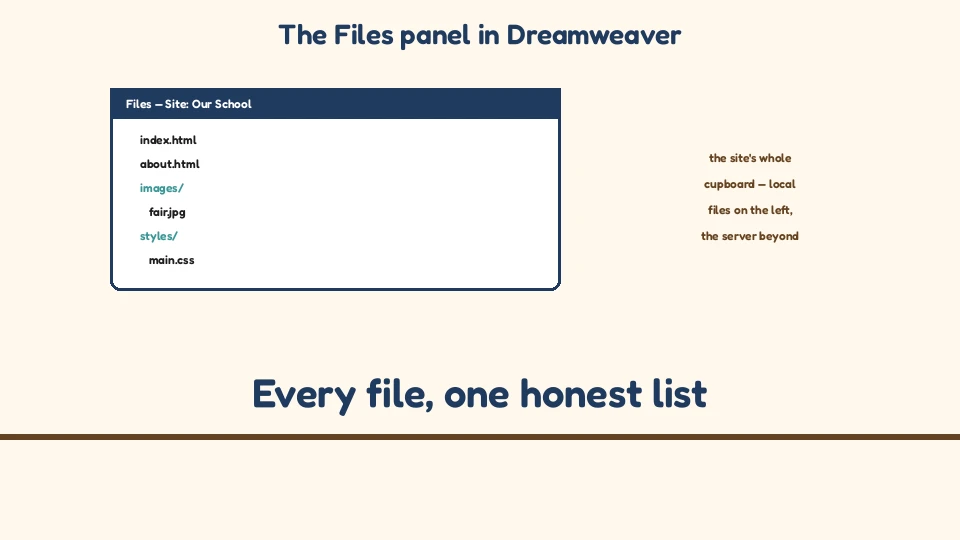 The Files panel in Dreamweaver
Files — Site: Our School
index.html
about.html
images/
fair.jpg
styles/
main.css
the site's whole
cupboard — local
files on the left,
the server beyond
Every file, one honest list